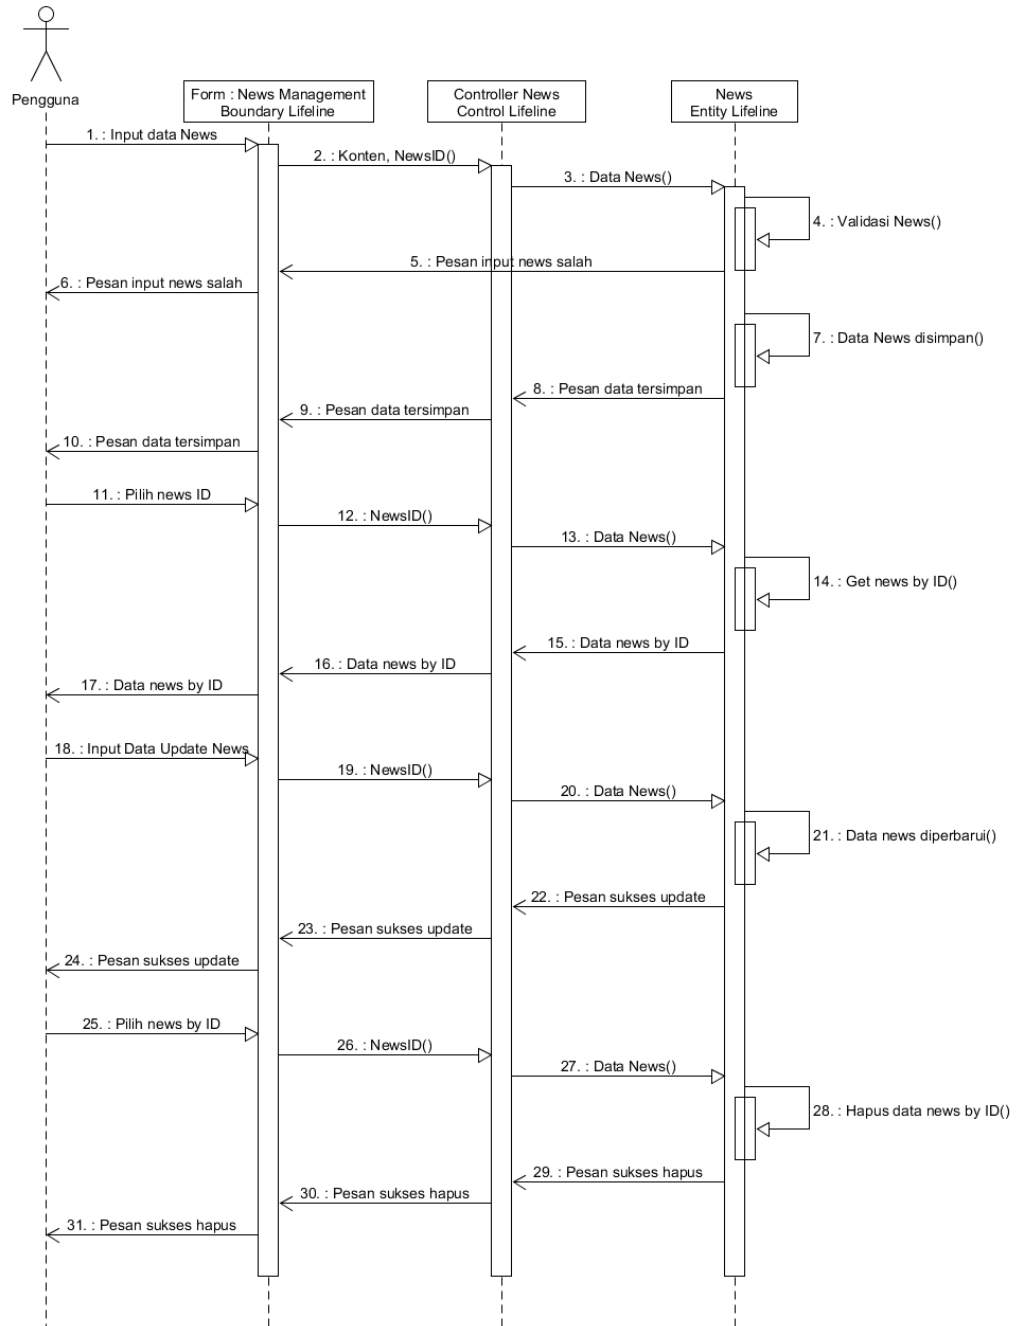 Pengguna
Form : News Management
Boundary Lifeline
Controller News
Control Lifeline
News
Entity Lifeline
1. : Input data News
2. : Konten, NewsID()
3. : Data News()
4. : Validasi News()
5. : Pesan input news salah
6. : Pesan input news salah
7. : Data News disimpan()
8. : Pesan data tersimpan
9. : Pesan data tersimpan
10. : Pesan data tersimpan
11. : Pilih news ID
12. : NewsID()
13. : Data News()
14. : Get news by ID()
15. : Data news by ID
16. : Data news by ID
17. : Data news by ID
18. : Input Data Update News
19. : NewsID()
20. : Data News()
21. : Data news diperbarui()
22. : Pesan sukses update
23. : Pesan sukses update
24. : Pesan sukses update
25. : Pilih news by ID
26. : NewsID()
27. : Data News()
28. : Hapus data news by ID()
29. : Pesan sukses hapus
30. : Pesan sukses hapus
31. : Pesan sukses hapus